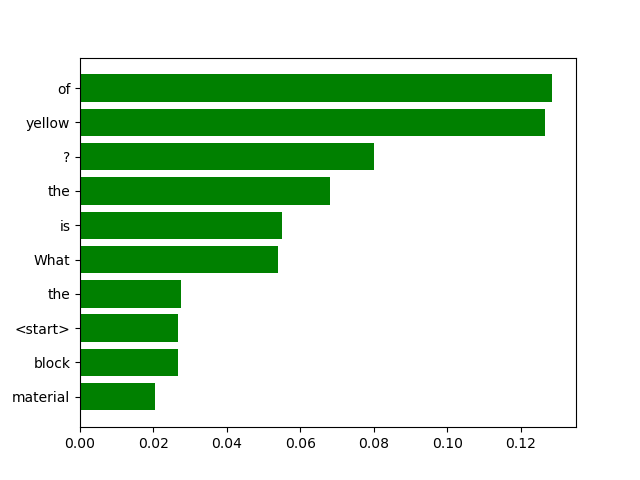 of
yellow
?
the
is
What
the
<start>
block
material
0.00 0.02 0.04 0.06 0.08 0.10 0.12